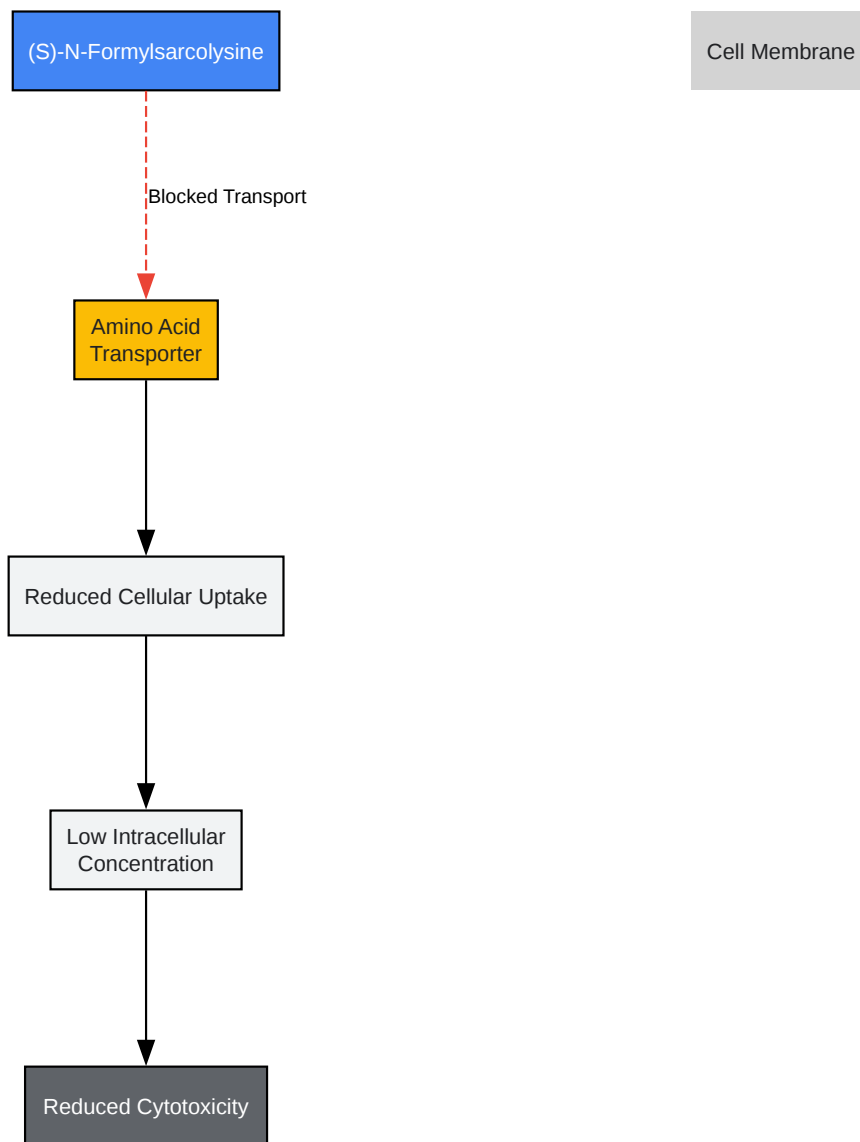 (S)-N-Formylsarcolysine
Cell Membrane
Blocked Transport
Amino Acid
Transporter
Reduced Cellular Uptake
Low Intracellular
Concentration
Reduced Cytotoxicity